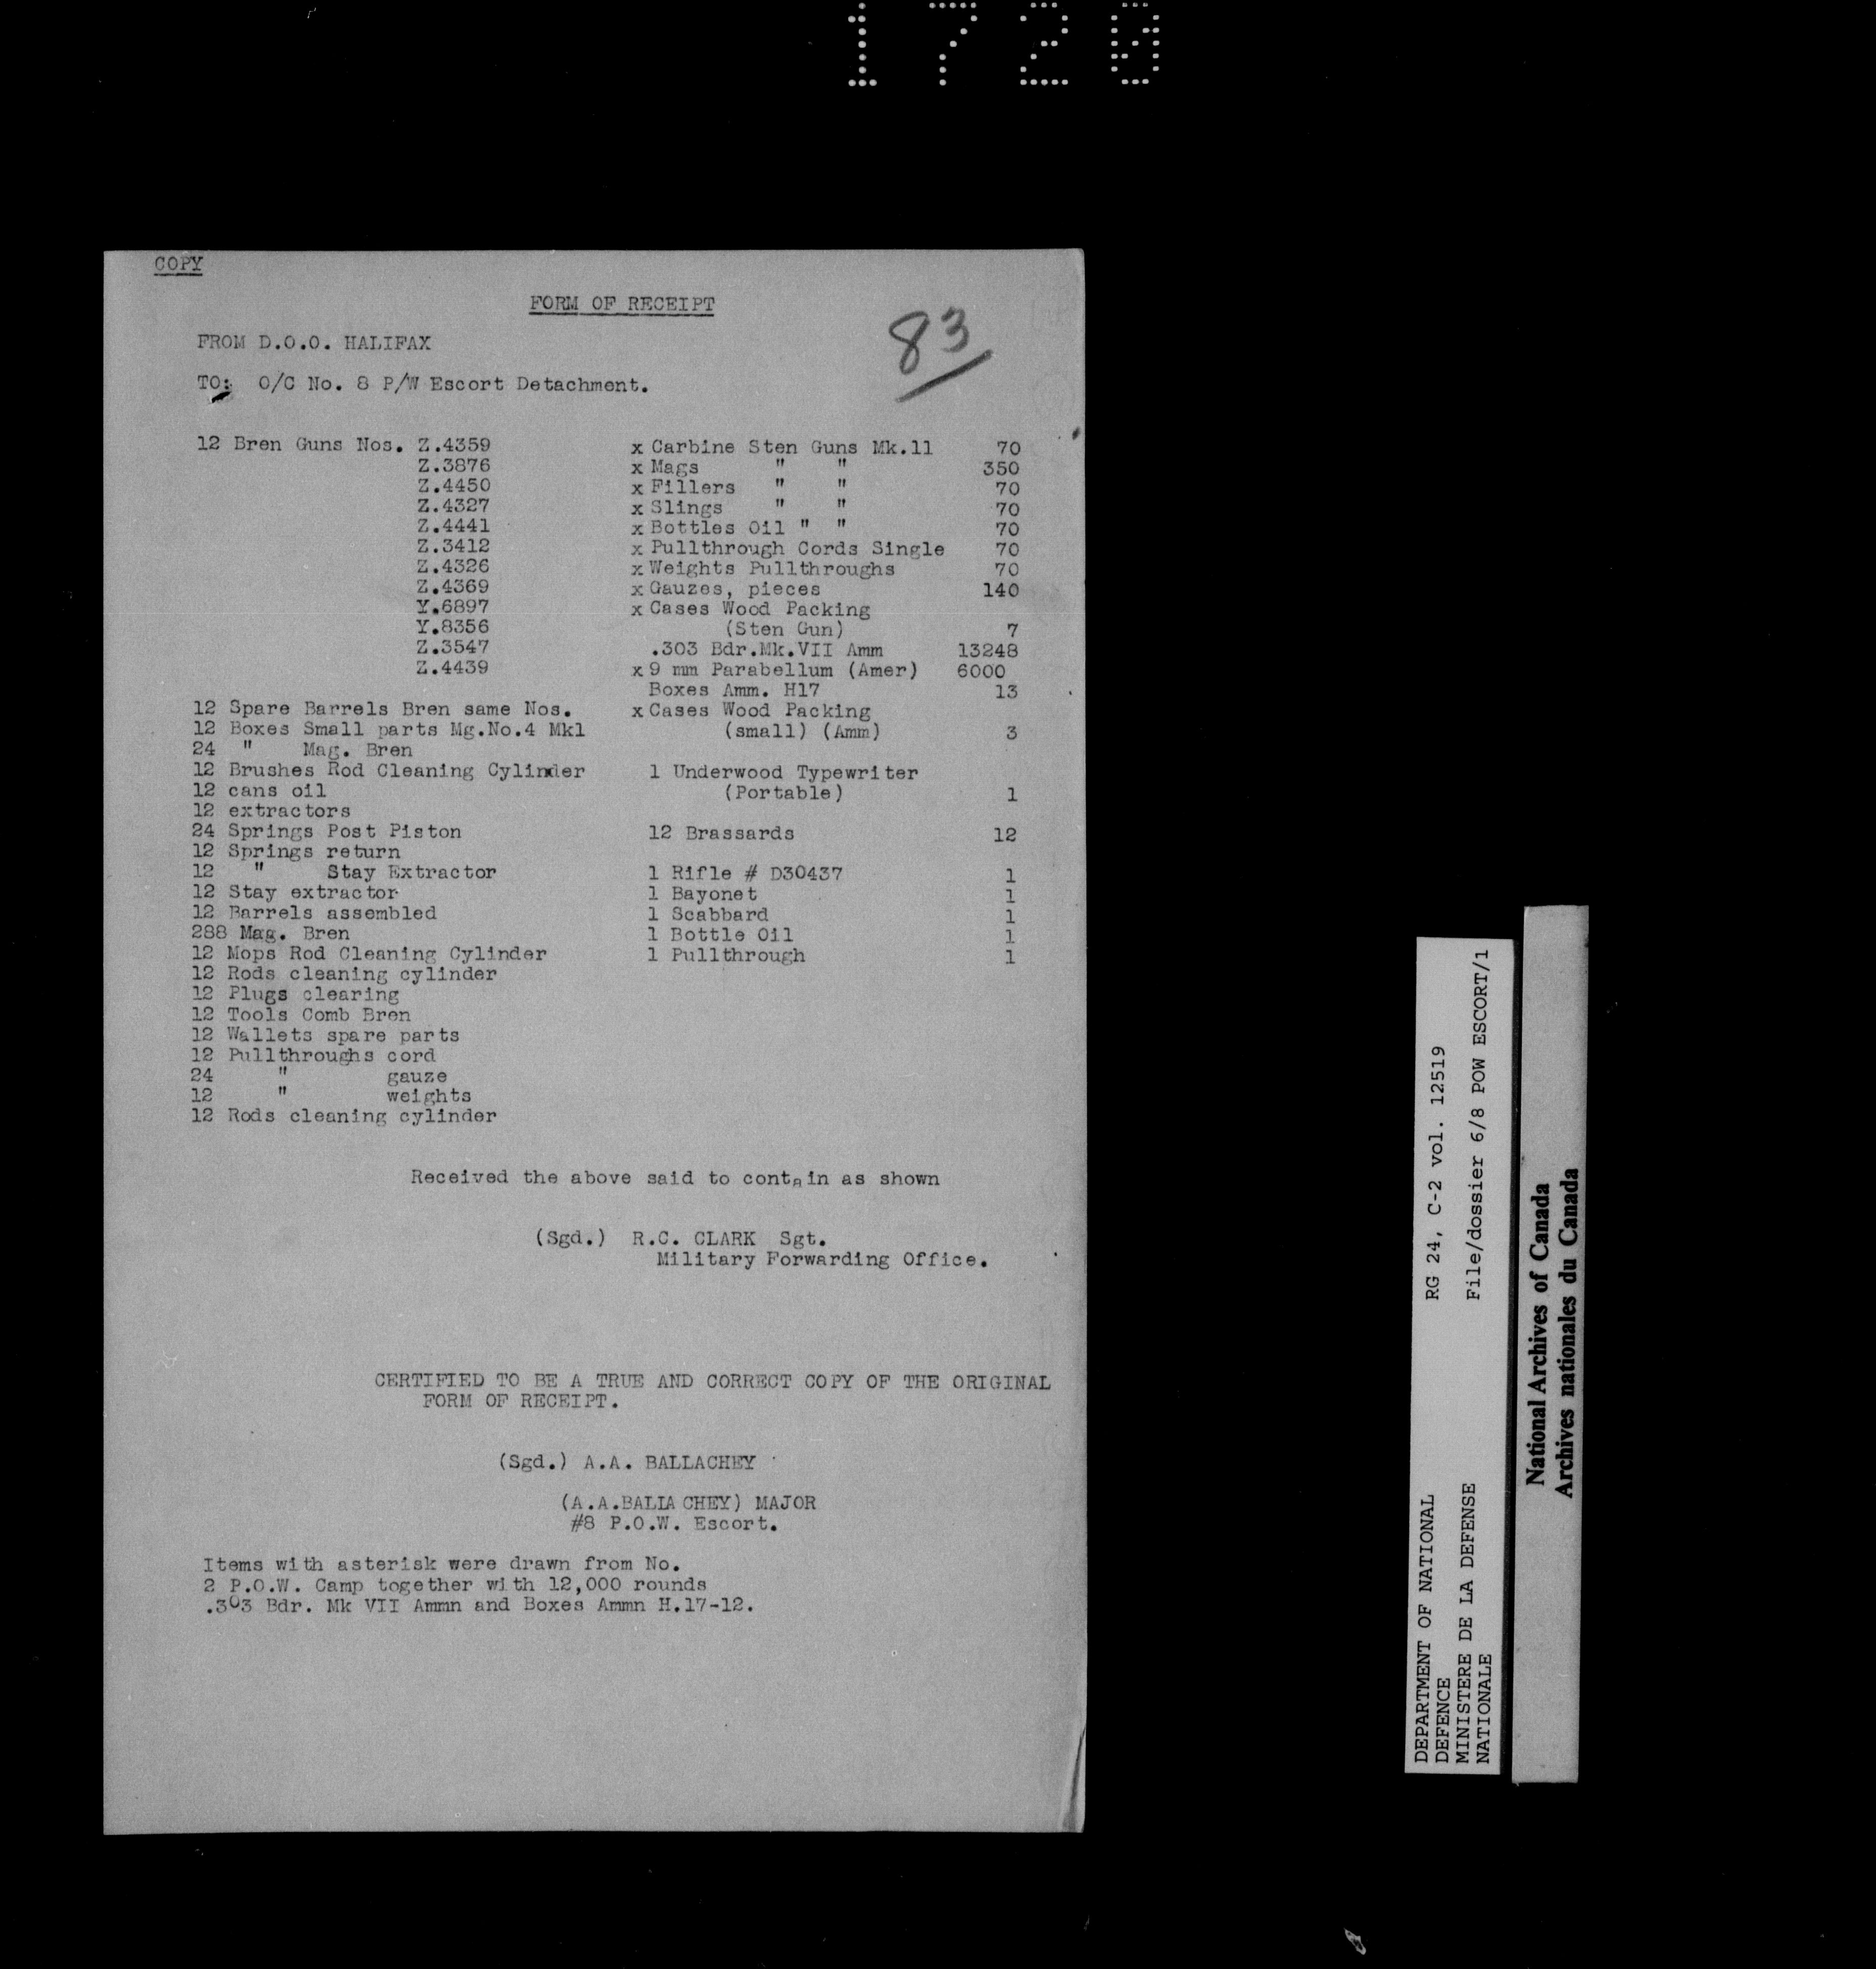 1720
COPY
FORM OF RECEIPT
83
FROM D.O.O. HALIFAX
TO: O/C No. 8 P/W Escort Detachment.
12 Bren Guns Nos. Z.4359
Z.3876
Z.4450
Z.4327
Z.4441
Z.3412
Z.4326
Z.4369
Y.6897
Y.8356
Z.3547
Z.4439
12 Spare Barrels Bren same Nos.
12 Boxes Small parts Mg.No.4 Mk1
24 " Mag. Bren
12 Brushes Rod Cleaning Cylinder
12 cans oil
12 extractors
24 Springs Post Piston
12 Springs return
12 " Stay Extractor
12 Stay extractor
12 Barrels assembled
288 Mag. Bren
12 Mops Rod Cleaning Cylinder
12 Rods cleaning cylinder
12 Plugs clearing
12 Tools Comb Bren
12 Wallets spare parts
12 Pullthroughs cord
24 " gauze
12 " weights
12 Rods cleaning cylinder
x Carbine Sten Guns Mk.11 70
x Mags " " 350
x Fillers " " 70
x Slings " " 70
x Bottles Oil " " 70
x Pullthrough Cords Single 70
x Weights Pullthroughs 70
x Gauzes, pieces 140
x Cases Wood Packing
(Sten Gun) 7
.303 Bdr.Mk.VII Amm 13248
x 9 mm Parabellum (Amer) 6000
Boxes Amm. H17 13
x Cases Wood Packing
(small) (Amm) 3
1 Underwood Typewriter
(Portable) 1
12 Brassards 12
1 Rifle # D30437 1
1 Bayonet 1
1 Scabbard 1
1 Bottle Oil 1
1 Pullthrough 1
Received the above said to contain as shown
(Sgd.) R.C. CLARK Sgt.
Military Forwarding Office.
CERTIFIED TO BE A TRUE AND CORRECT COPY OF THE ORIGINAL
FORM OF RECEIPT.
(Sgd.) A.A. BALLACHEY
(A.A.BALLA CHEY) MAJOR
#8 P.O.W. Escort.
Items with asterisk were drawn from No.
2 P.O.W. Camp together with 12,000 rounds
.303 Bdr. Mk VII Ammn and Boxes Ammn H.17-12.
DEPARTMENT OF NATIONAL
DEFENCE
MINISTERE DE LA DEFENSE
NATIONALE
RG 24, C-2 vol. 12519
File/dossier 6/8 POW ESCORT/1
National Archives of Canada
Archives nationales du Canada